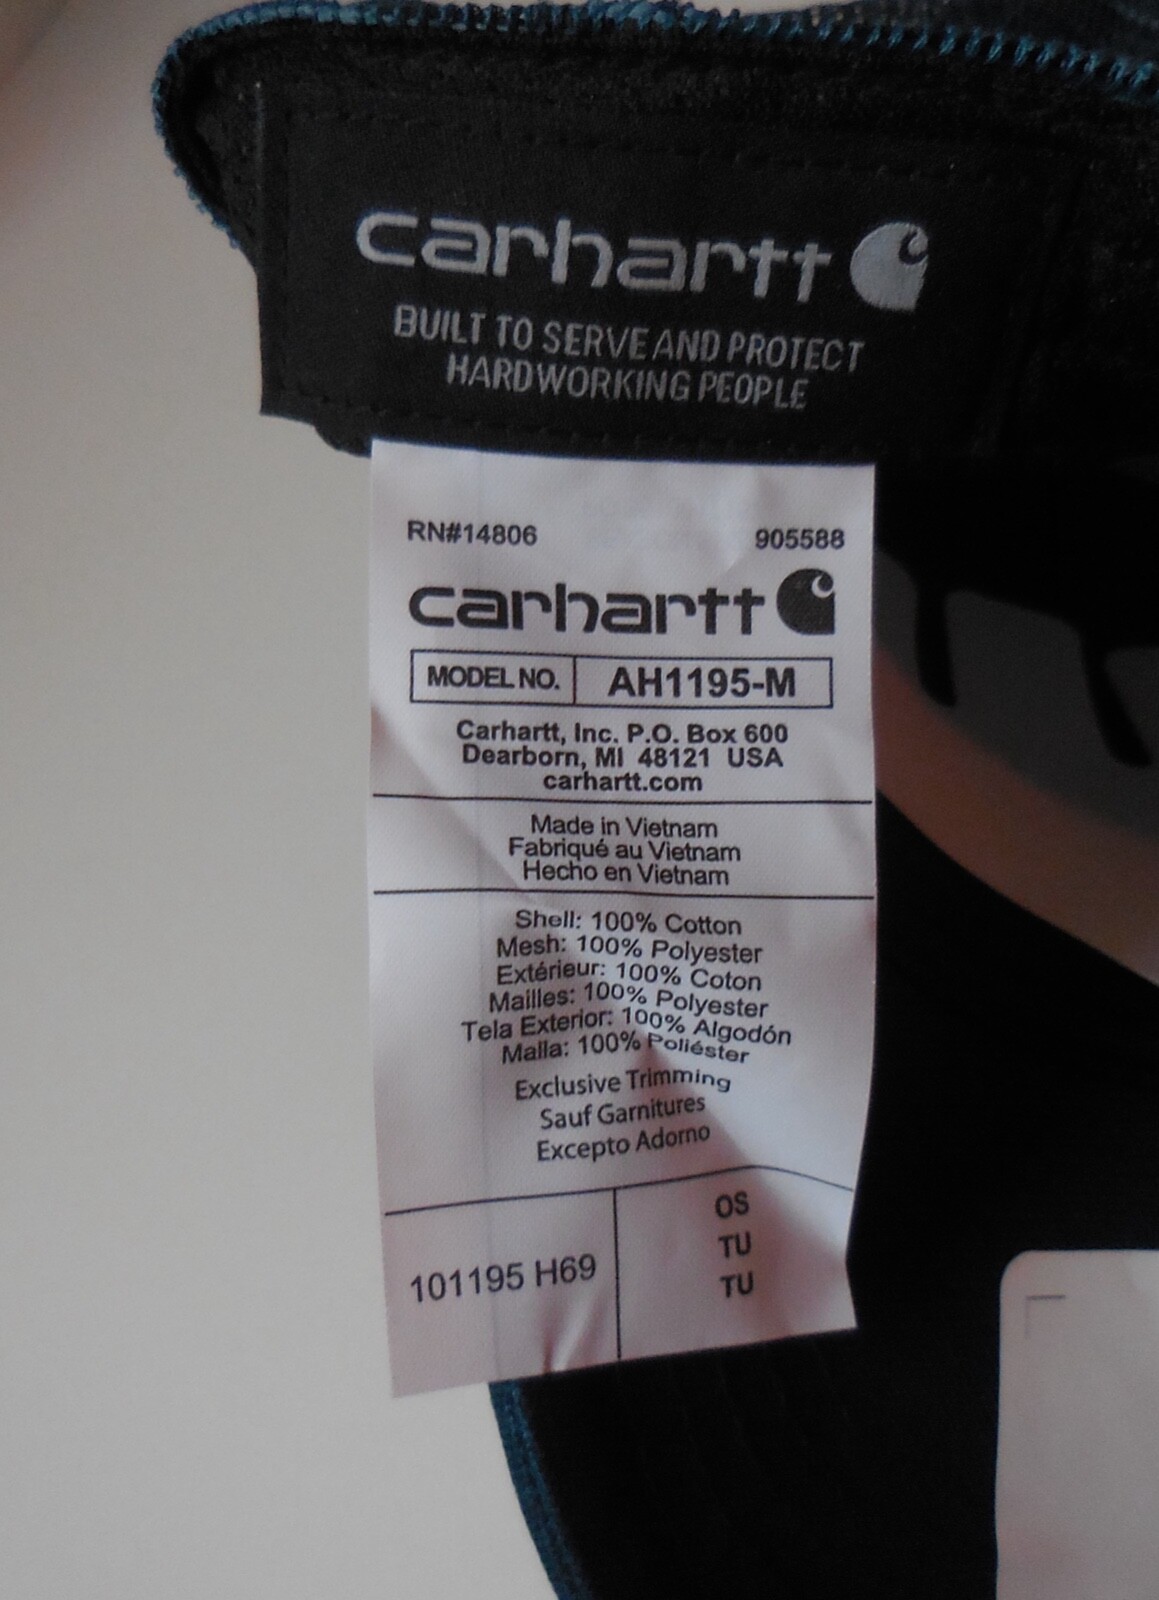 carhartt
BUILT TO SERVE AND PROTECT
HARDWORKING PEOPLE
RN#14806 905588
carhartt
MODEL NO. AH1195-M
Carhartt, Inc. P.O. Box 600
Dearborn, MI 48121 USA
carhartt.com
Made in Vietnam
Fabriqué au Vietnam
Hecho en Vietnam
Shell: 100% Cotton
Mesh: 100% Polyester
Extérieur: 100% Coton
Mailles: 100% Polyester
Tela Exterior: 100% Algodón
Malla: 100% Poliéster
Exclusive Trimming
Sauf Garnitures
Excepto Adorno
101195 H69
OS
TU
TU